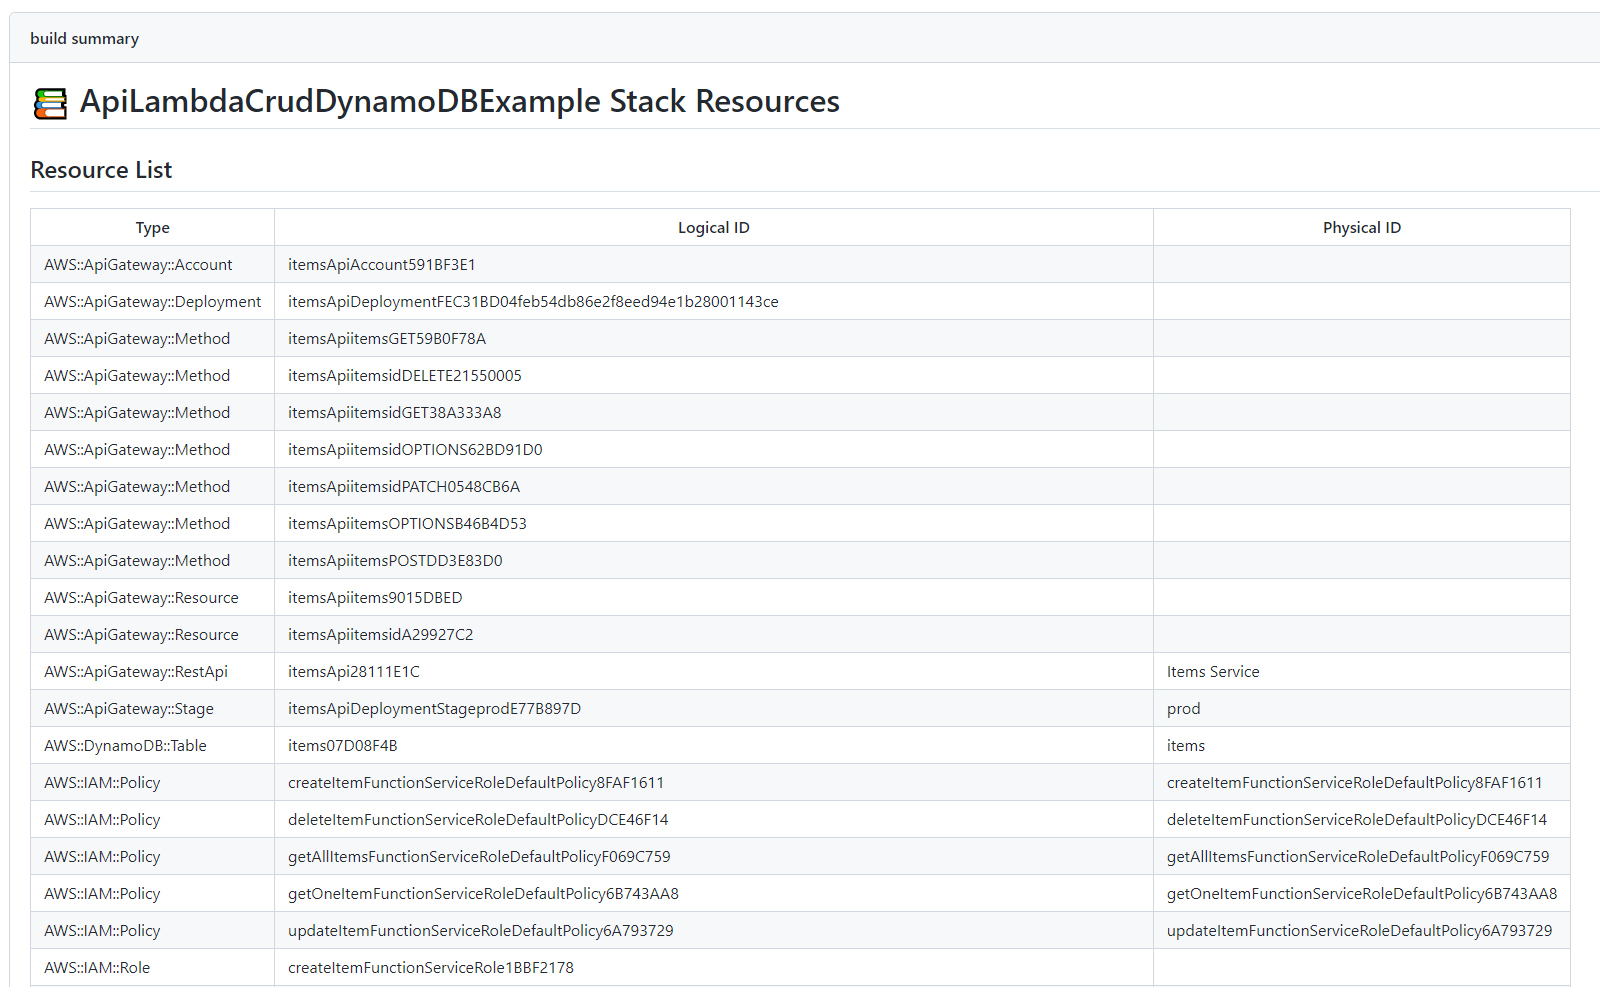 build summary
ApiLambdaCrudDynamoDBExample Stack Resources
Resource List
Type Logical ID Physical ID
AWS::ApiGateway::Account itemsApiAccount591BF3E1
AWS::ApiGateway::Deployment itemsApiDeploymentFEC31BD04feb54db86e2f8eed94e1b28001143ce
AWS::ApiGateway::Method itemsApiitemsGET59B0F78A
AWS::ApiGateway::Method itemsApiitemsidDELETE21550005
AWS::ApiGateway::Method itemsApiitemsidGET38A333A8
AWS::ApiGateway::Method itemsApiitemsidOPTIONS62BD91D0
AWS::ApiGateway::Method itemsApiitemsidPATCH0548CB6A
AWS::ApiGateway::Method itemsApiitemsOPTIONSB46B4D53
AWS::ApiGateway::Method itemsApiitemsPOSTDD3E83D0
AWS::ApiGateway::Resource itemsApiitems9015DBED
AWS::ApiGateway::Resource itemsApiitemsidA29927C2
AWS::ApiGateway::RestApi itemsApi28111E1C Items Service
AWS::ApiGateway::Stage itemsApiDeploymentStageprodE77B897D prod
AWS::DynamoDB::Table items07D08F4B items
AWS::IAM::Policy createItemFunctionServiceRoleDefaultPolicy8FAF1611 createItemFunctionServiceRoleDefaultPolicy8FAF1611
AWS::IAM::Policy deleteItemFunctionServiceRoleDefaultPolicyDCE46F14 deleteItemFunctionServiceRoleDefaultPolicyDCE46F14
AWS::IAM::Policy getAllItemsFunctionServiceRoleDefaultPolicyF069C759 getAllItemsFunctionServiceRoleDefaultPolicyF069C759
AWS::IAM::Policy getOneItemFunctionServiceRoleDefaultPolicy6B743AA8 getOneItemFunctionServiceRoleDefaultPolicy6B743AA8
AWS::IAM::Policy updateItemFunctionServiceRoleDefaultPolicy6A793729 updateItemFunctionServiceRoleDefaultPolicy6A793729
AWS::IAM::Role createItemFunctionServiceRole1BBF2178